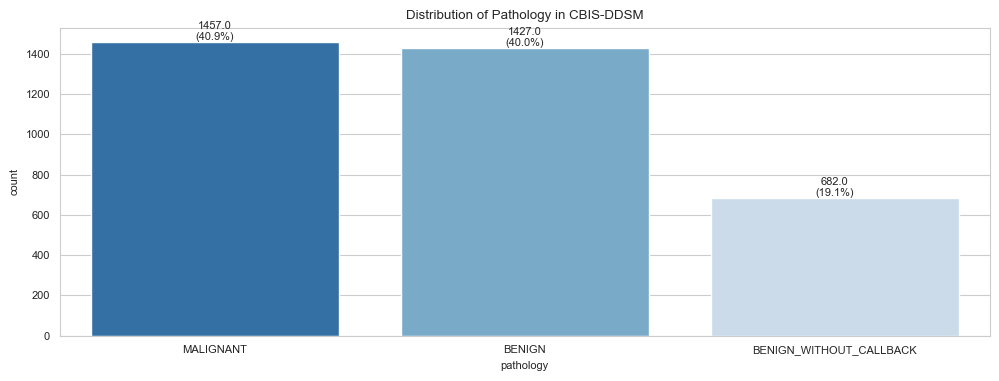 Distribution of Pathology in CBIS-DDSM
1457.0
(40.9%)
1427.0
(40.0%)
682.0
(19.1%)
1400
1200
1000
800
600
400
200
0
count
MALIGNANT
BENIGN
BENIGN_WITHOUT_CALLBACK
pathology